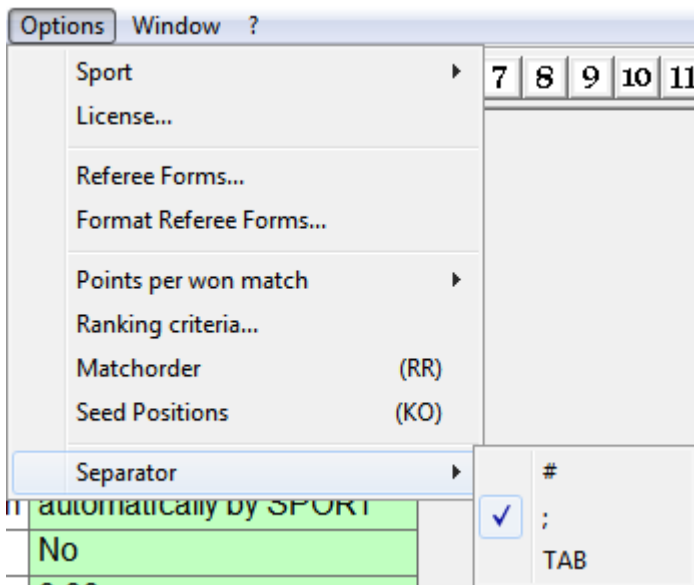 Options Window ?
Sport
7 8 9 10 11
License...
Referee Forms...
Format Referee Forms...
Points per won match
Ranking criteria...
Matchorder (RR)
Seed Positions (KO)
Separator
#
automatically by SPORT
;
No
TAB